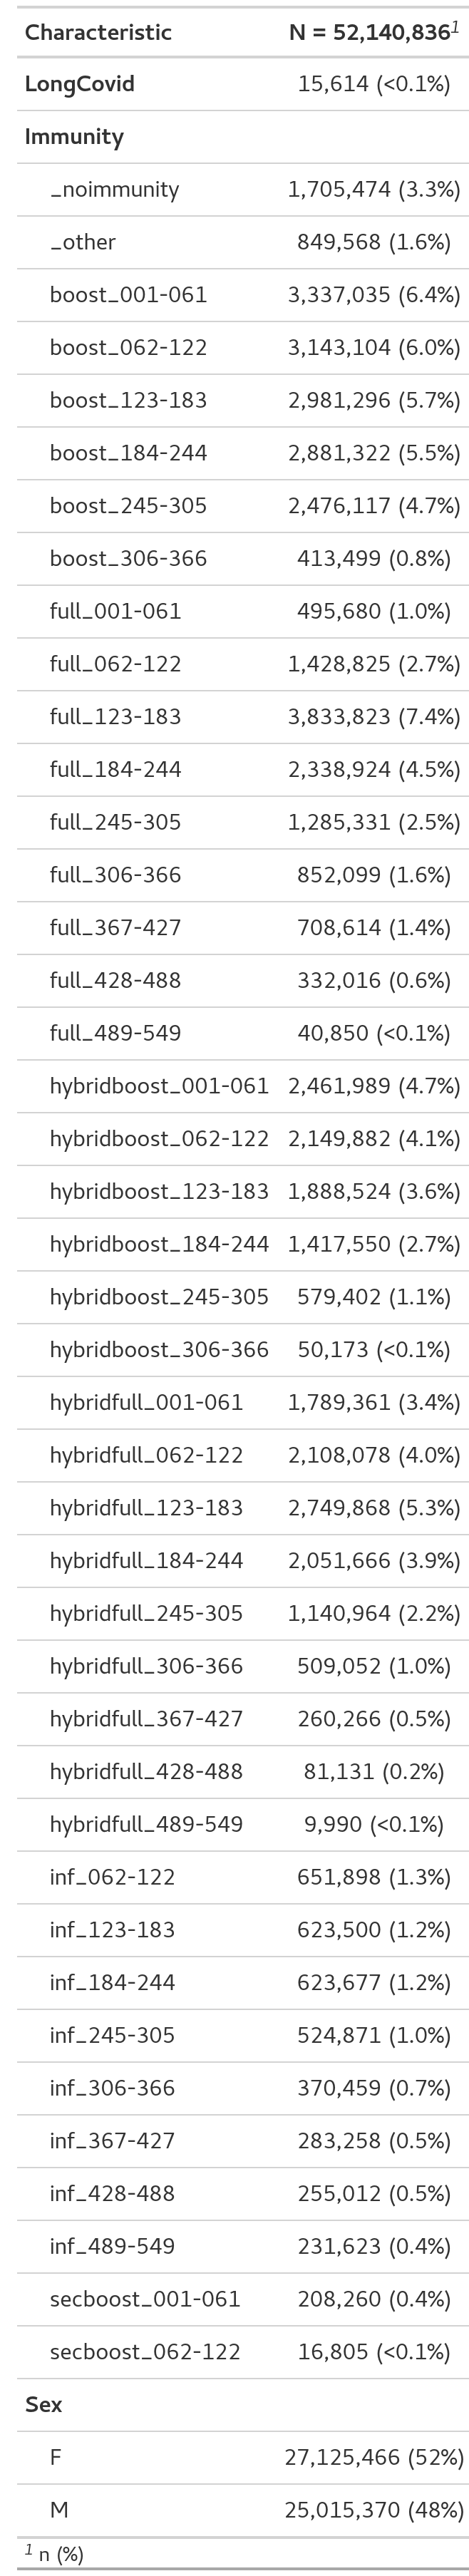 Characteristic N = 52,140,836¹
LongCovid 15,614 (<0.1%)
Immunity
_noimmunity 1,705,474 (3.3%)
_other 849,568 (1.6%)
boost_001-061 3,337,035 (6.4%)
boost_062-122 3,143,104 (6.0%)
boost_123-183 2,981,296 (5.7%)
boost_184-244 2,881,322 (5.5%)
boost_245-305 2,476,117 (4.7%)
boost_306-366 413,499 (0.8%)
full_001-061 495,680 (1.0%)
full_062-122 1,428,825 (2.7%)
full_123-183 3,833,823 (7.4%)
full_184-244 2,338,924 (4.5%)
full_245-305 1,285,331 (2.5%)
full_306-366 852,099 (1.6%)
full_367-427 708,614 (1.4%)
full_428-488 332,016 (0.6%)
full_489-549 40,850 (<0.1%)
hybridboost_001-061 2,461,989 (4.7%)
hybridboost_062-122 2,149,882 (4.1%)
hybridboost_123-183 1,888,524 (3.6%)
hybridboost_184-244 1,417,550 (2.7%)
hybridboost_245-305 579,402 (1.1%)
hybridboost_306-366 50,173 (<0.1%)
hybridfull_001-061 1,789,361 (3.4%)
hybridfull_062-122 2,108,078 (4.0%)
hybridfull_123-183 2,749,868 (5.3%)
hybridfull_184-244 2,051,666 (3.9%)
hybridfull_245-305 1,140,964 (2.2%)
hybridfull_306-366 509,052 (1.0%)
hybridfull_367-427 260,266 (0.5%)
hybridfull_428-488 81,131 (0.2%)
hybridfull_489-549 9,990 (<0.1%)
inf_062-122 651,898 (1.3%)
inf_123-183 623,500 (1.2%)
inf_184-244 623,677 (1.2%)
inf_245-305 524,871 (1.0%)
inf_306-366 370,459 (0.7%)
inf_367-427 283,258 (0.5%)
inf_428-488 255,012 (0.5%)
inf_489-549 231,623 (0.4%)
secboost_001-061 208,260 (0.4%)
secboost_062-122 16,805 (<0.1%)
Sex
F 27,125,466 (52%)
M 25,015,370 (48%)
¹ n (%)